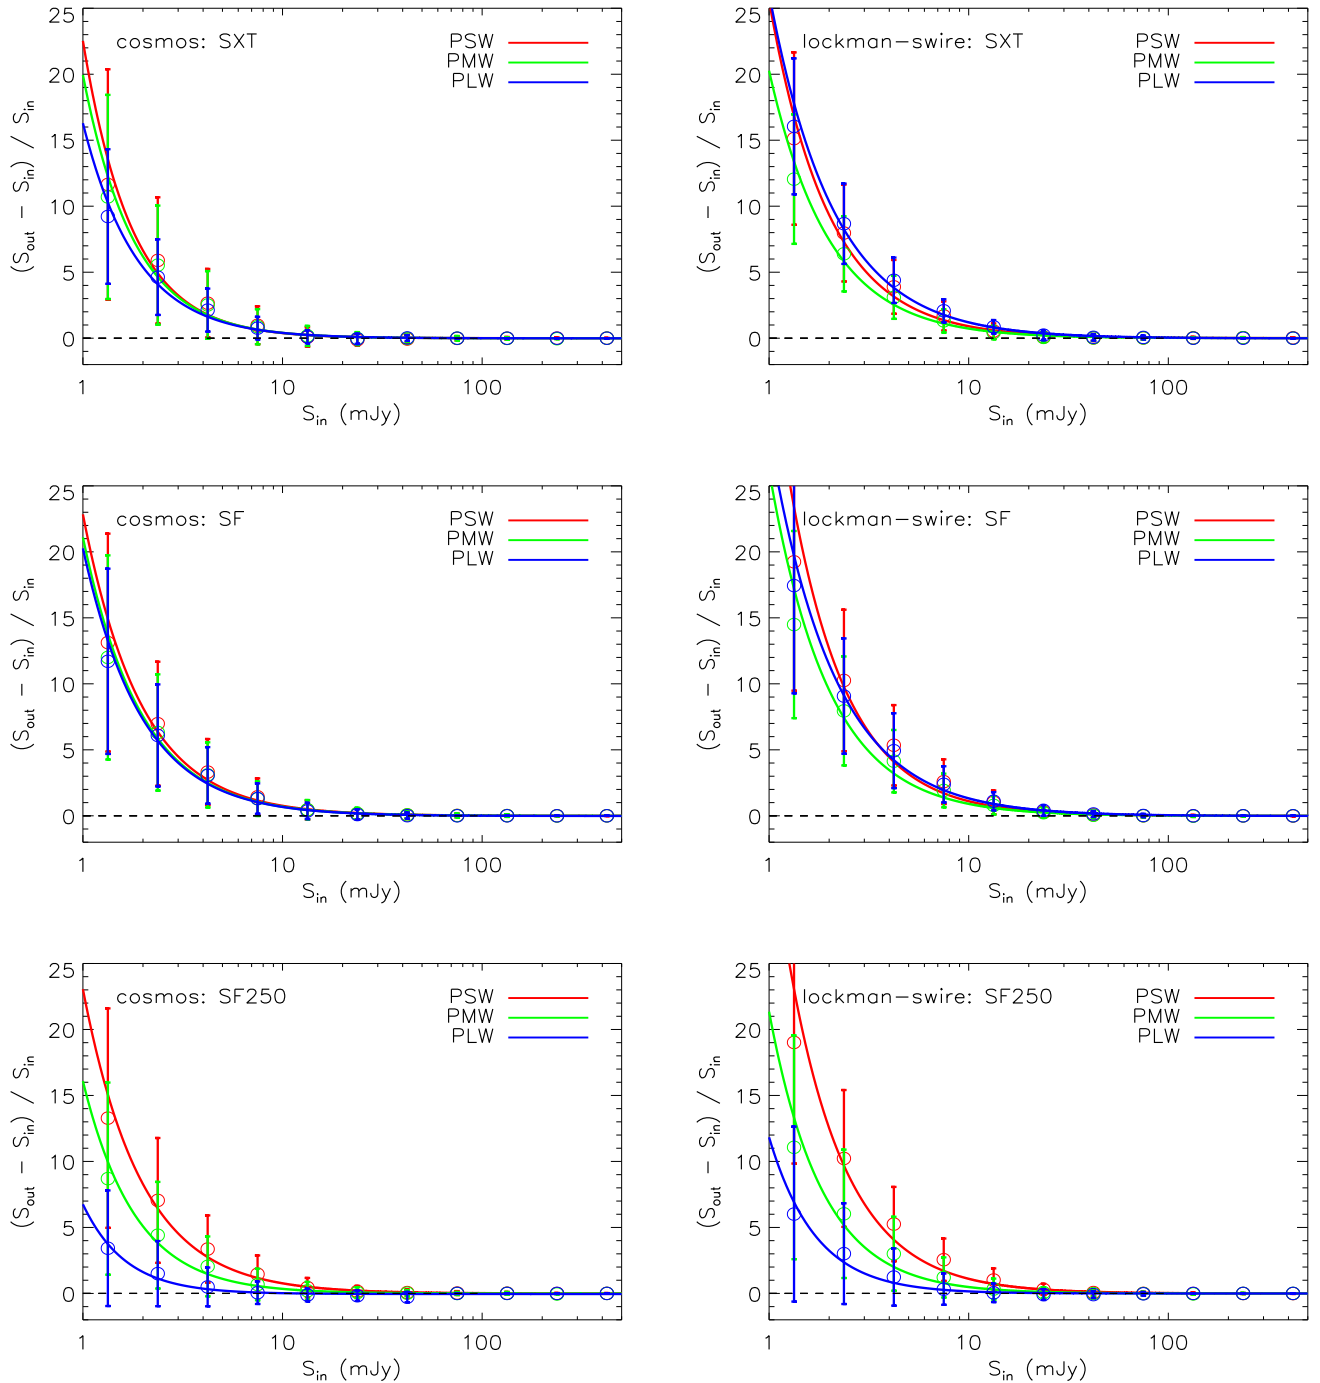 cosmos: SXT
PSW
PMW
PLW
25
20
15
10
5
0
(S_out − S_in) / S_in
1 10 100
S_in (mJy)
lockman−swire: SXT
PSW
PMW
PLW
25
20
15
10
5
0
(S_out − S_in) / S_in
1 10 100
S_in (mJy)
cosmos: SF
PSW
PMW
PLW
25
20
15
10
5
0
(S_out − S_in) / S_in
1 10 100
S_in (mJy)
lockman−swire: SF
PSW
PMW
PLW
25
20
15
10
5
0
(S_out − S_in) / S_in
1 10 100
S_in (mJy)
cosmos: SF250
PSW
PMW
PLW
25
20
15
10
5
0
(S_out − S_in) / S_in
1 10 100
S_in (mJy)
lockman−swire: SF250
PSW
PMW
PLW
25
20
15
10
5
0
(S_out − S_in) / S_in
1 10 100
S_in (mJy)